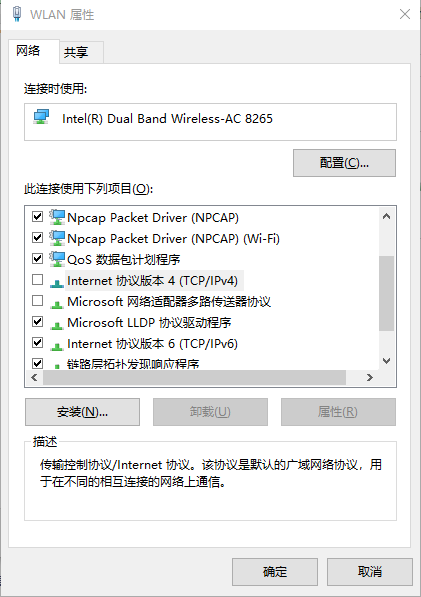 WLAN 属性
网络
共享
连接时使用:
Intel(R) Dual Band Wireless-AC 8265
配置(C)...
此连接使用下列项目(O):
Npcap Packet Driver (NPCAP)
Npcap Packet Driver (NPCAP) (Wi-Fi)
QoS 数据包计划程序
Internet 协议版本 4 (TCP/IPv4)
Microsoft 网络适配器多路传送器协议
Microsoft LLDP 协议驱动程序
Internet 协议版本 6 (TCP/IPv6)
链路层拓扑发现响应程序
安装(N)...
卸载(U)
属性(R)
描述
传输控制协议/Internet 协议。该协议是默认的广域网络协议，用
于在不同的相互连接的网络上通信。
确定
取消